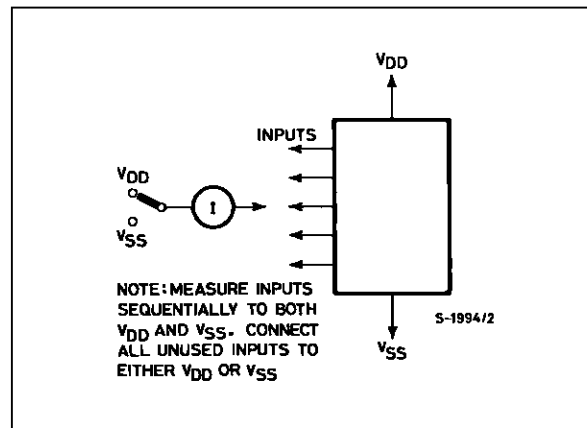 VDD
INPUTS
VDD
I
VSS
NOTE: MEASURE INPUTS
SEQUENTIALLY TO BOTH
VDD AND VSS. CONNECT
ALL UNUSED INPUTS TO
EITHER VDD OR VSS
S-1994/2
VSS